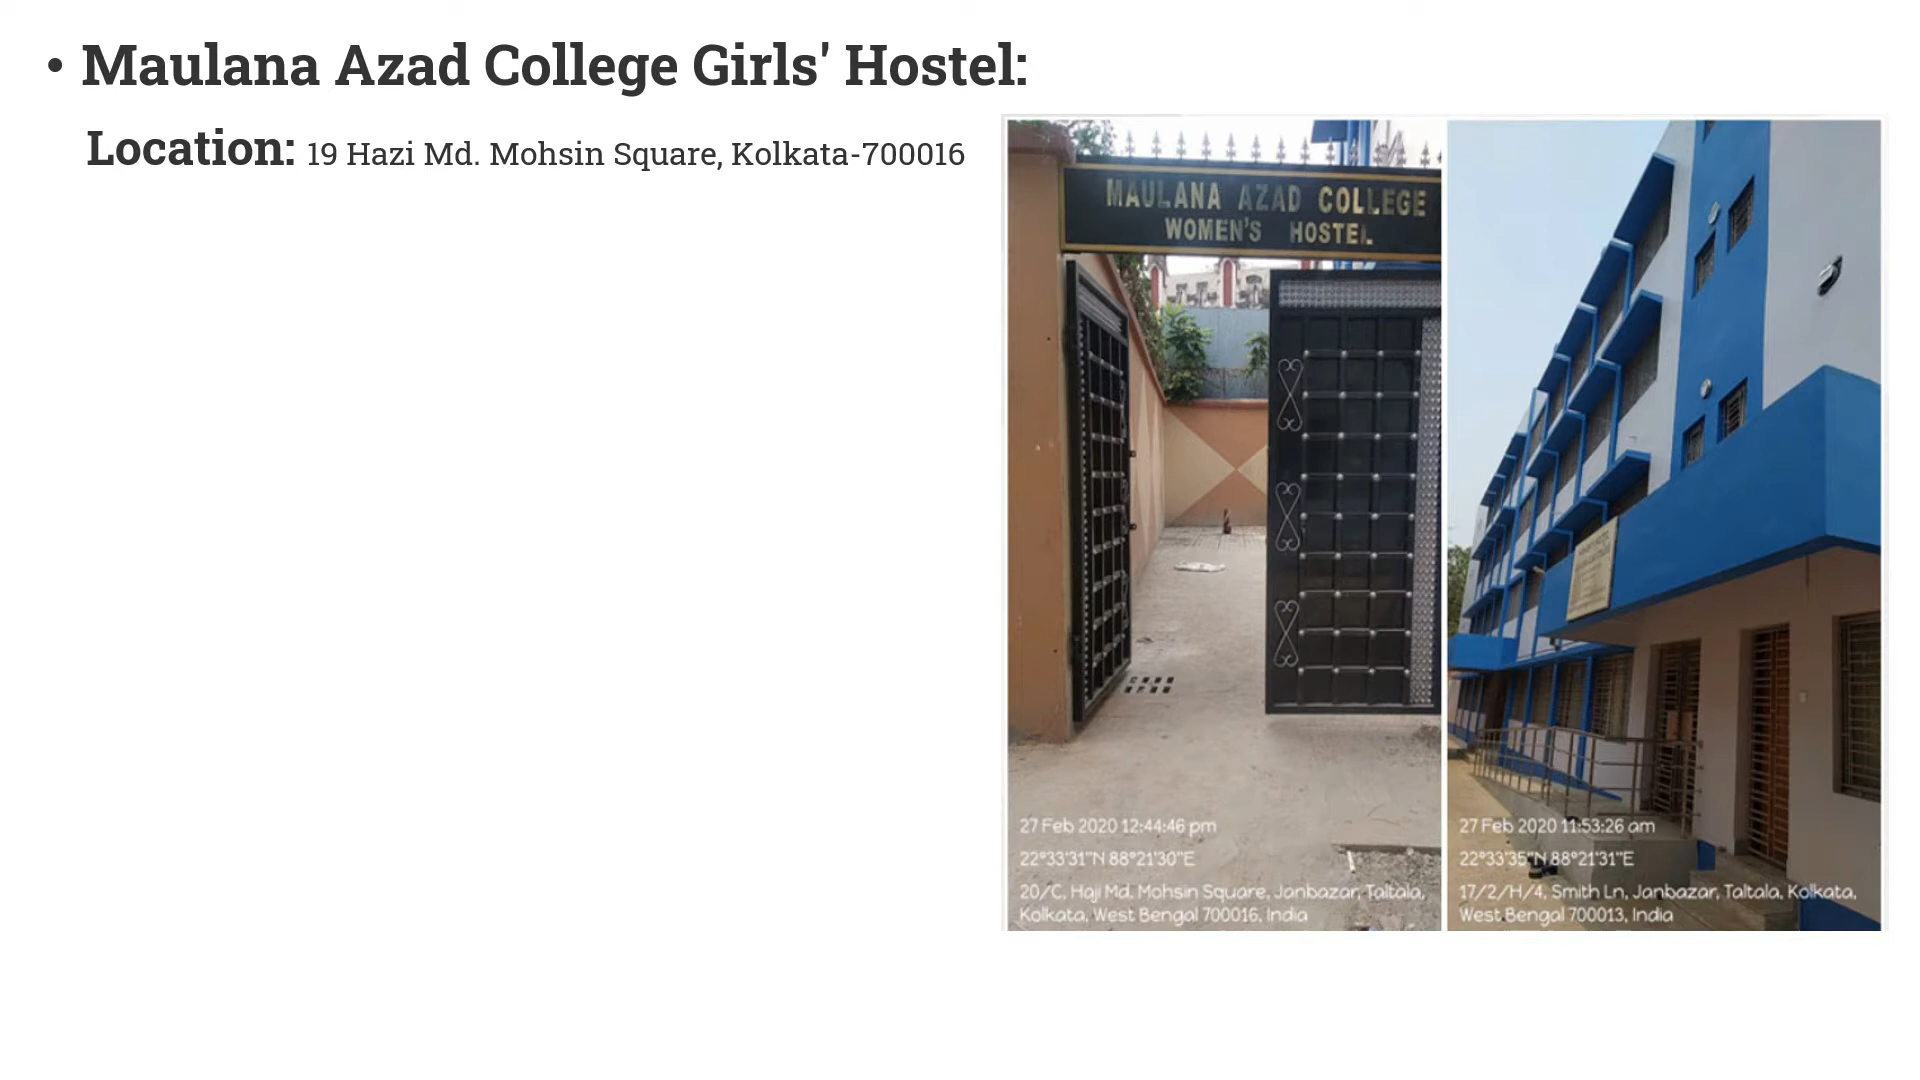 • Maulana Azad College Girls' Hostel:
Location: 19 Hazi Md. Mohsin Square, Kolkata-700016
MAULANA AZAD COLLEGE
WOMEN'S HOSTEL
27 Feb 2020 12:44:46 pm
22°33'31"N 88°21'30"E
20/C, Haji Md. Mohsin Square, Janbazar, Taltala,
Kolkata, West Bengal 700016, India
27 Feb 2020 11:53:26 am
22°33'35"N 88°21'31"E
17/2/H/4, Smith Ln, Janbazar, Taltala, Kolkata,
West Bengal 700013, India